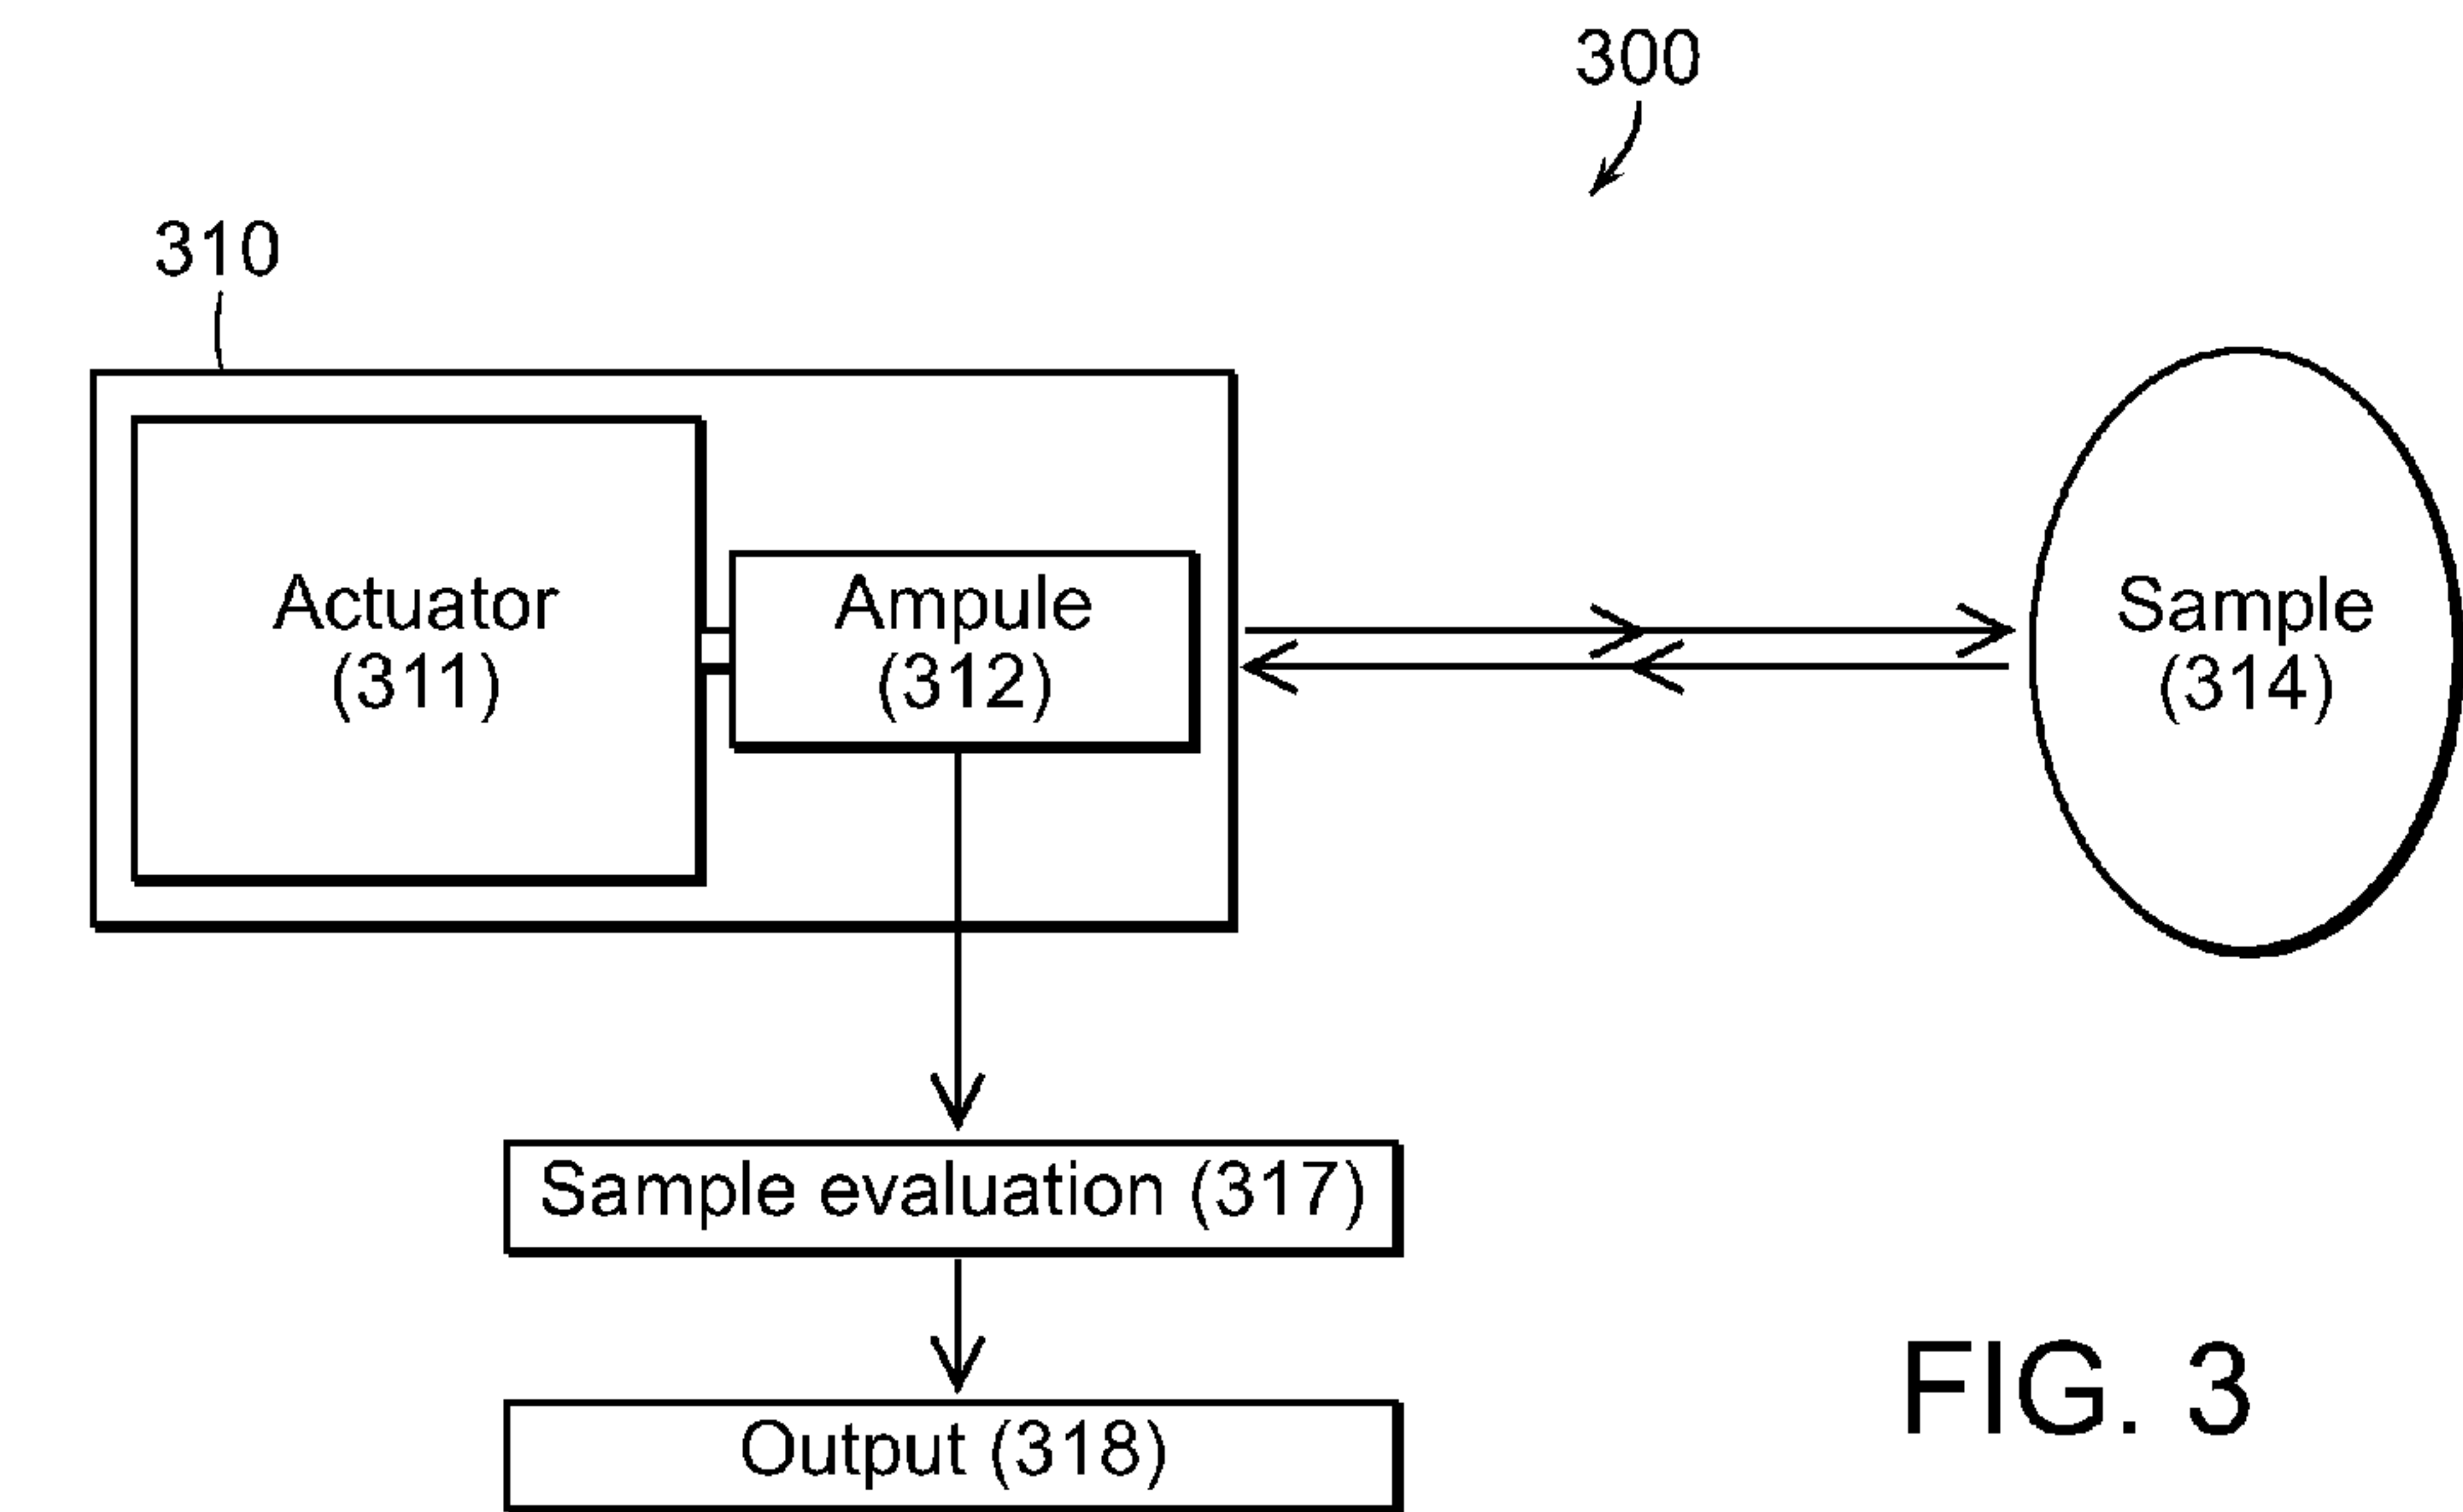 300
310
Actuator
(311)
Ampule
(312)
Sample
(314)
Sample evaluation (317)
Output (318)
FIG. 3